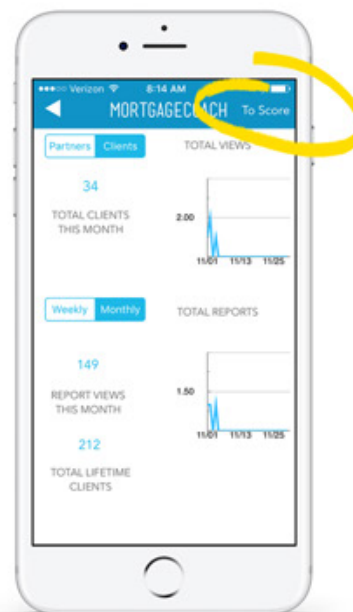 Verizon 8:14 AM
MORTGAGECOACH To Score
Partners Clients TOTAL VIEWS
34
TOTAL CLIENTS
THIS MONTH
2.00
11/01 11/13 11/25
Weekly Monthly TOTAL REPORTS
149
REPORT VIEWS
THIS MONTH
1.50
11/01 11/13 11/25
212
TOTAL LIFETIME
CLIENTS